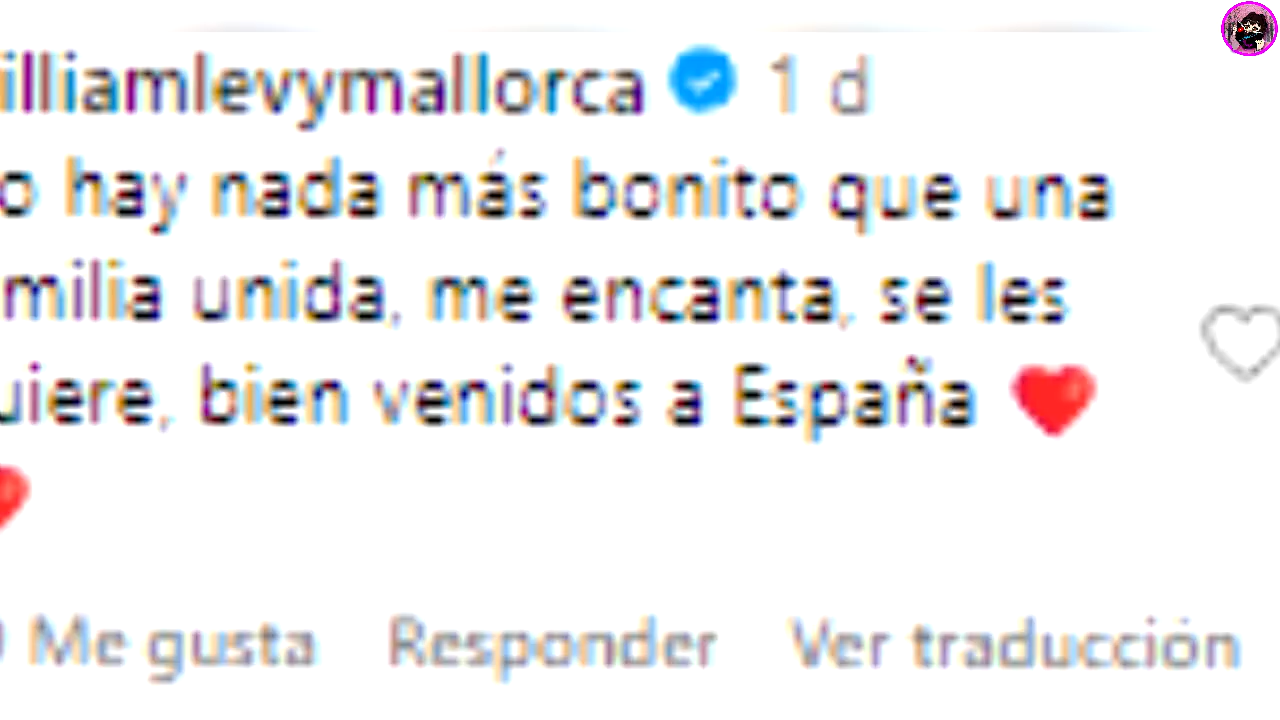 illiamlevymallorca 1 d
o hay nada más bonito que una
milia unida, me encanta, se les
uiere, bien venidos a España ❤️
❤️
Me gusta Responder Ver traducción